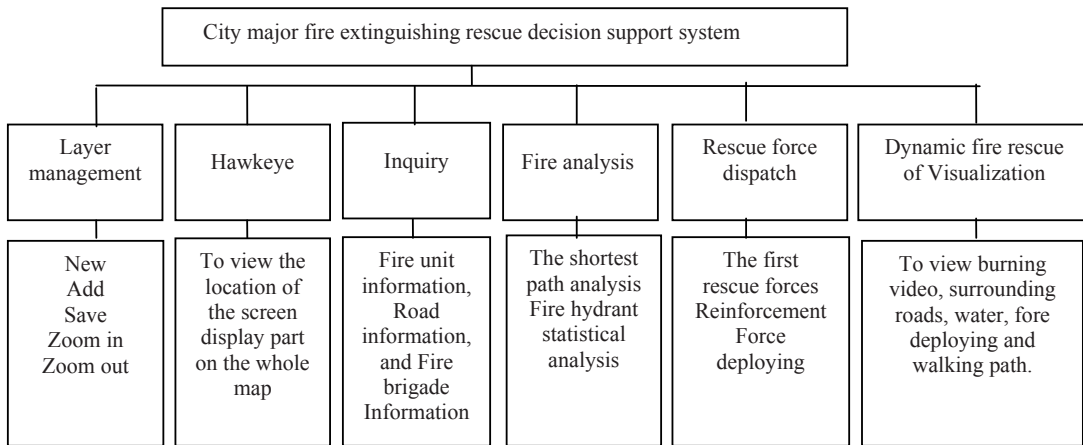 City major fire extinguishing rescue decision support system
Layer
management
Hawkeye
Inquiry
Fire analysis
Rescue force
dispatch
Dynamic fire rescue
of Visualization
New
Add
Save
Zoom in
Zoom out
To view the
location of
the screen
display part
on the whole
map
Fire unit
information,
Road
information,
and Fire
brigade
Information
The shortest
path analysis
Fire hydrant
statistical
analysis
The first
rescue forces
Reinforcement
Force
deploying
To view burning
video, surrounding
roads, water, fore
deploying and
walking path.